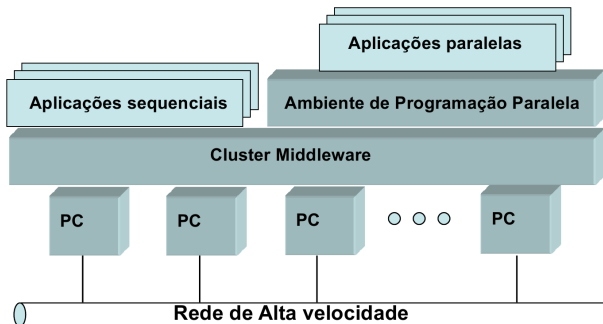 Aplicações paralelas
Aplicações sequenciais
Ambiente de Programação Paralela
Cluster Middleware
PC
PC
PC
PC
Rede de Alta velocidade